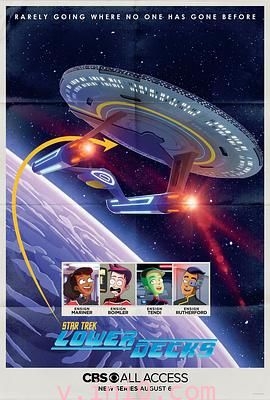 RARELY GOING WHERE NO ONE HAS GONE BEFORE
ENSIGN MARINER
ENSIGN BOIMLER
ENSIGN TENDI
ENSIGN RUTHERFORD
STAR TREK
LOWER DECKS
CBS ALL ACCESS
NEW SERIES AUGUST 6